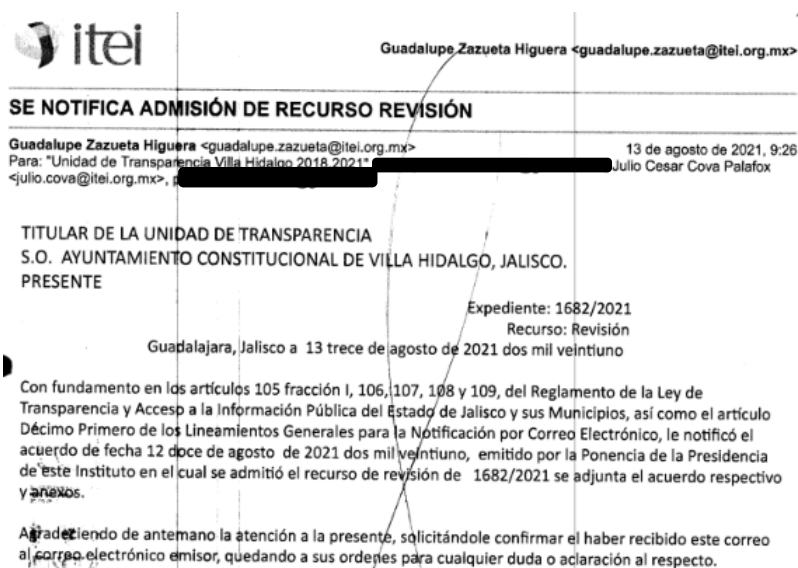 itei
Guadalupe Zazueta Higuera <guadalupe.zazueta@itei.org.mx>
SE NOTIFICA ADMISIÓN DE RECURSO REVISIÓN
Guadalupe Zazueta Higuera <guadalupe.zazueta@itei.org.mx> 13 de agosto de 2021, 9:26
Para: "Unidad de Transparencia Villa Hidalgo 2018.2021" Julio Cesar Cova Palafox
<julio.cova@itei.org.mx>,
TITULAR DE LA UNIDAD DE TRANSPARENCIA
S.O. AYUNTAMIENTO CONSTITUCIONAL DE VILLA HIDALGO, JALISCO.
PRESENTE
Expediente: 1682/2021
Recurso: Revisión
Guadalajara, Jalisco a 13 trece de agosto de 2021 dos mil veintiuno
Con fundamento en los artículos 105 fracción I, 106, 107, 108 y 109, del Reglamento de la Ley de
Transparencia y Acceso a la Información Pública del Estado de Jalisco y sus Municipios, así como el artículo
Décimo Primero de los Lineamientos Generales para la Notificación por Correo Electrónico, le notificó el
acuerdo de fecha 12 doce de agosto de 2021 dos mil veintiuno, emitido por la Ponencia de la Presidencia
de este Instituto en el cual se admitió el recurso de revisión de 1682/2021 se adjunta el acuerdo respectivo
y anexos.
Agradeciendo de antemano la atención a la presente, solicitándole confirmar el haber recibido este correo
al correo electrónico emisor, quedando a sus ordenes para cualquier duda o aclaración al respecto.